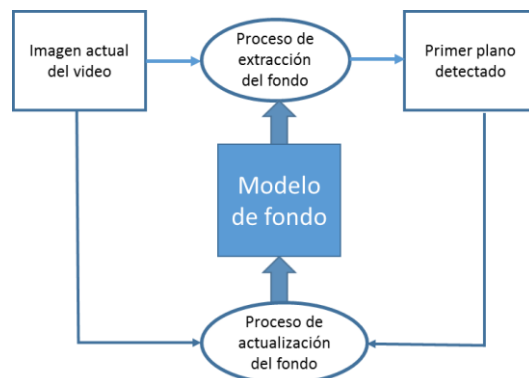 Imagen actual
del video
Proceso de
extracción
del fondo
Primer plano
detectado
Modelo
de fondo
Proceso de
actualización
del fondo